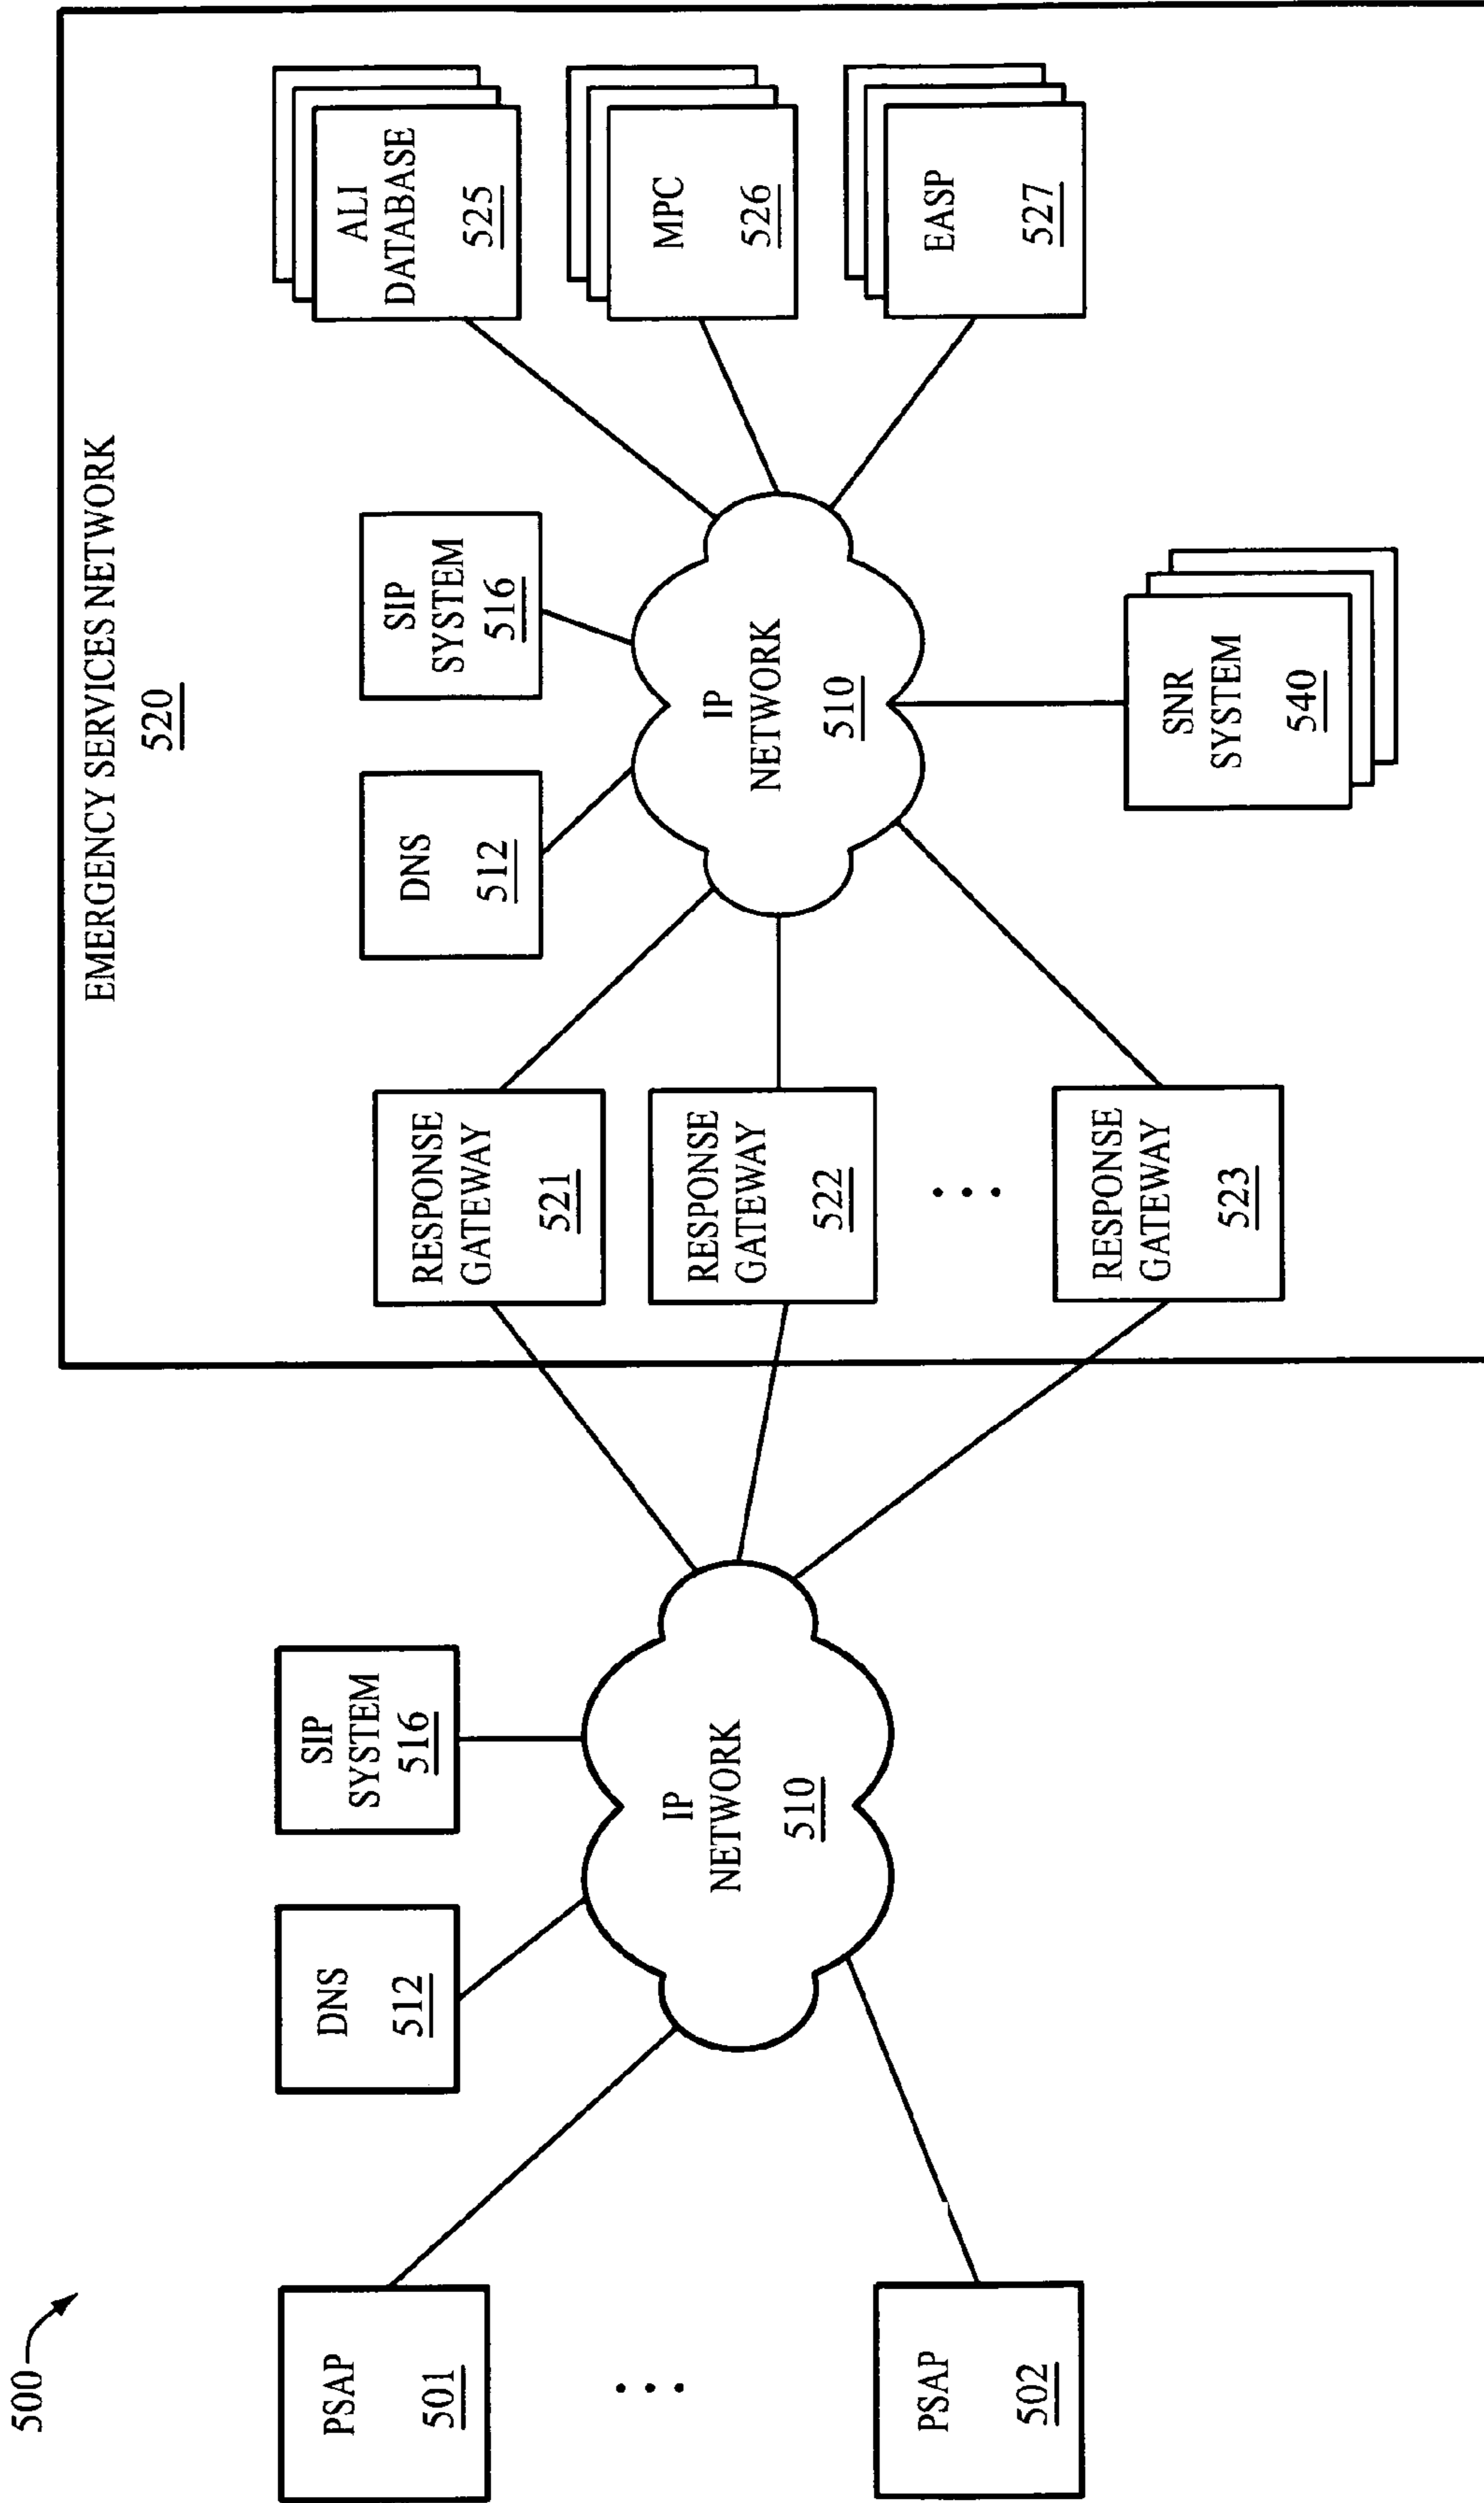 500
EMERGENCY SERVICES NETWORK
520
PSAP
501
PSAP
502
DNS
512
SIP
SYSTEM
516
IP
NETWORK
510
RESPONSE
GATEWAY
521
RESPONSE
GATEWAY
522
RESPONSE
GATEWAY
523
DNS
512
SIP
SYSTEM
516
IP
NETWORK
510
SNR
SYSTEM
540
ALI
DATABASE
525
MPC
526
EASP
527